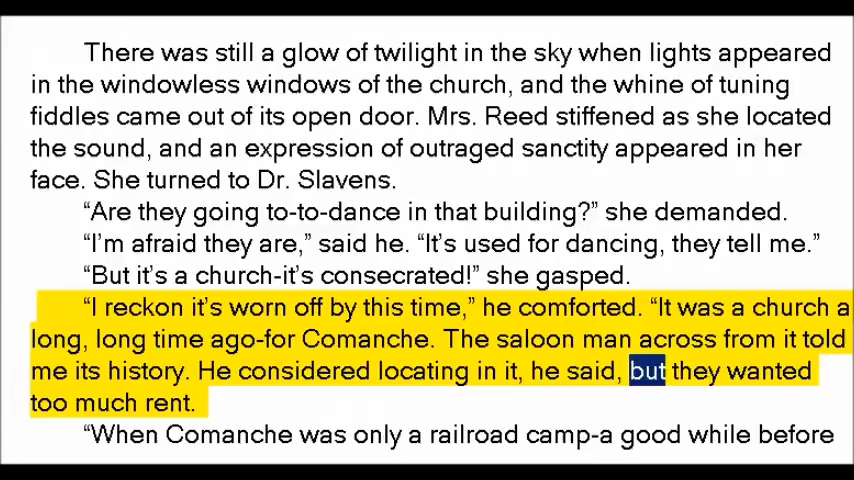 There was still a glow of twilight in the sky when lights appeared
in the windowless windows of the church, and the whine of tuning
fiddles came out of its open door. Mrs. Reed stiffened as she located
the sound, and an expression of outraged sanctity appeared in her
face. She turned to Dr. Slavens.
“Are they going to-to-dance in that building?” she demanded.
“I’m afraid they are,” said he. “It’s used for dancing, they tell me.”
“But it’s a church-it’s consecrated!” she gasped.
“I reckon it’s worn off by this time,” he comforted. “It was a church a
long, long time ago-for Comanche. The saloon man across from it told
me its history. He considered locating in it, he said, but they wanted
too much rent.
“When Comanche was only a railroad camp-a good while before